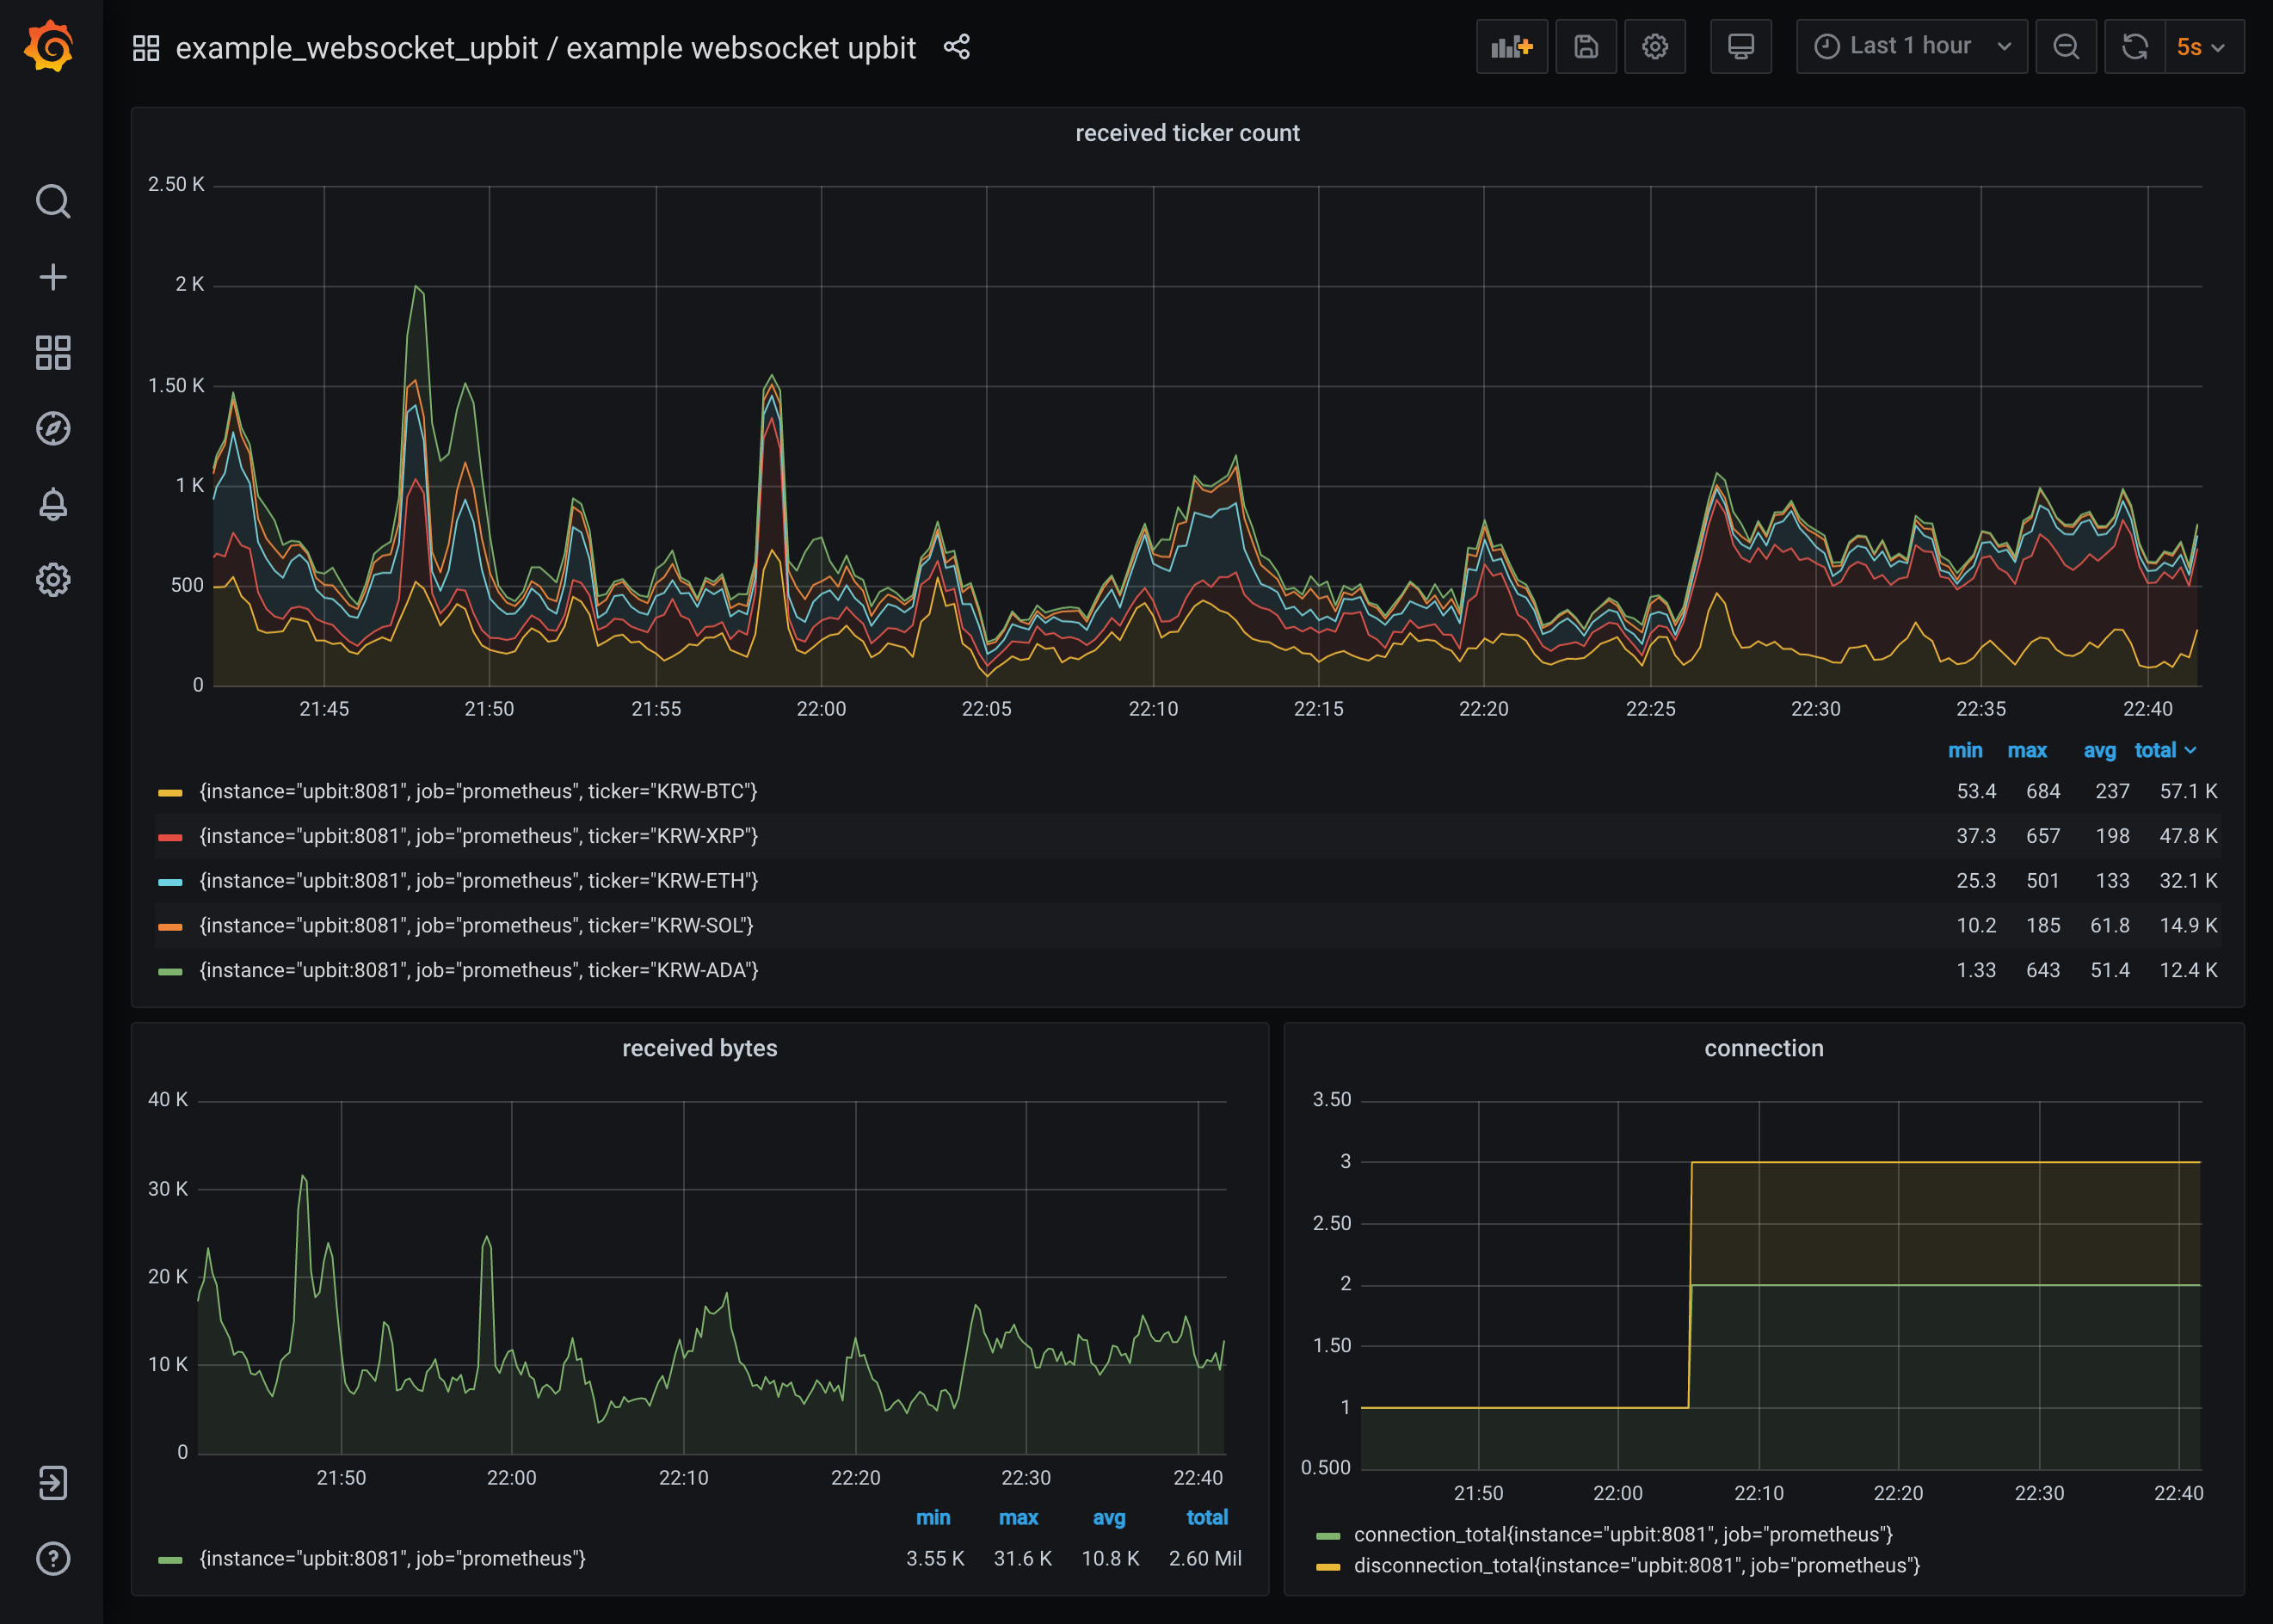 example_websocket_upbit / example websocket upbit
Last 1 hour
5s
received ticker count
2.50 K
2 K
1.50 K
1 K
500
0
21:45 21:50 21:55 22:00 22:05 22:10 22:15 22:20 22:25 22:30 22:35 22:40
min max avg total
{instance="upbit:8081", job="prometheus", ticker="KRW-BTC"} 53.4 684 237 57.1 K
{instance="upbit:8081", job="prometheus", ticker="KRW-XRP"} 37.3 657 198 47.8 K
{instance="upbit:8081", job="prometheus", ticker="KRW-ETH"} 25.3 501 133 32.1 K
{instance="upbit:8081", job="prometheus", ticker="KRW-SOL"} 10.2 185 61.8 14.9 K
{instance="upbit:8081", job="prometheus", ticker="KRW-ADA"} 1.33 643 51.4 12.4 K
received bytes
40 K
30 K
20 K
10 K
0
21:50 22:00 22:10 22:20 22:30 22:40
min max avg total
{instance="upbit:8081", job="prometheus"} 3.55 K 31.6 K 10.8 K 2.60 Mil
connection
3.50
3
2.50
2
1.50
1
0.500
21:50 22:00 22:10 22:20 22:30 22:40
connection_total{instance="upbit:8081", job="prometheus"}
disconnection_total{instance="upbit:8081", job="prometheus"}